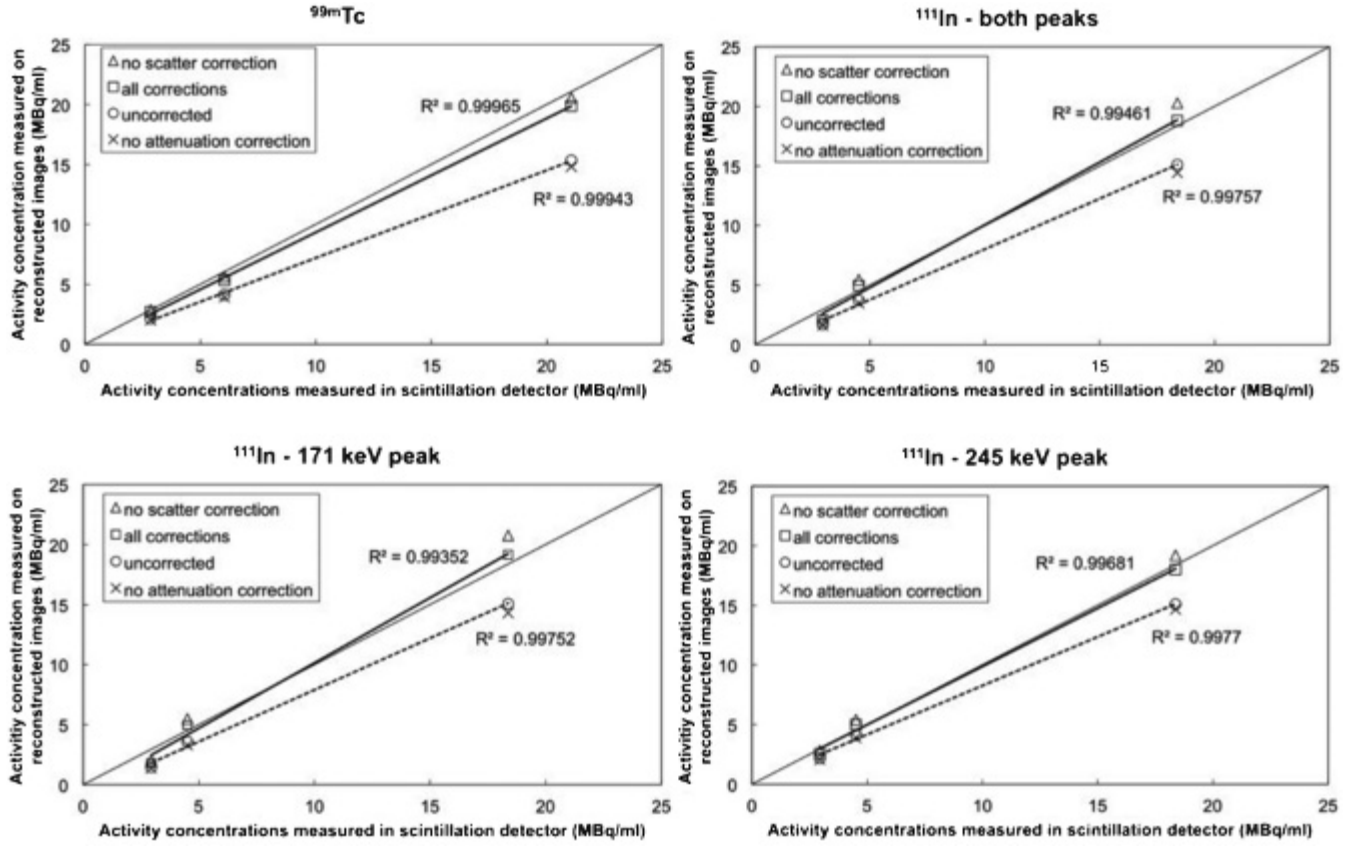 ⁹⁹ᵐTc
Activity concentration measured on
reconstructed images (MBq/ml)
25
20
15
10
5
0
△ no scatter correction
□ all corrections
○ uncorrected
× no attenuation correction
R² = 0.99965
R² = 0.99943
0 5 10 15 20 25
Activity concentrations measured in scintillation detector (MBq/ml)
¹¹¹In - both peaks
Activitiy concentration measured on
reconstructed images (MBq/ml)
25
20
15
10
5
0
△ no scatter correction
□ all corrections
○ uncorrected
× no attenuation correction
R² = 0.99461
R² = 0.99757
0 5 10 15 20 25
Activity concentrations measured in scintillation detector (MBq/ml)
¹¹¹In - 171 keV peak
Activity concentration measured on
reconstructed images (MBq/ml)
25
20
15
10
5
0
△ no scatter correction
□ all corrections
○ uncorrected
× no attenuation correction
R² = 0.99352
R² = 0.99752
0 5 10 15 20 25
Activity concentrations measured in scintillation detector (MBq/ml)
¹¹¹In - 245 keV peak
Activity concentration measured on
reconstructed images (MBq/ml)
25
20
15
10
5
0
△ no scatter correction
□ all corrections
○ uncorrected
× no attenuation correction
R² = 0.99681
R² = 0.9977
0 5 10 15 20 25
Activity concentrations measured in scintillation detector (MBq/ml)